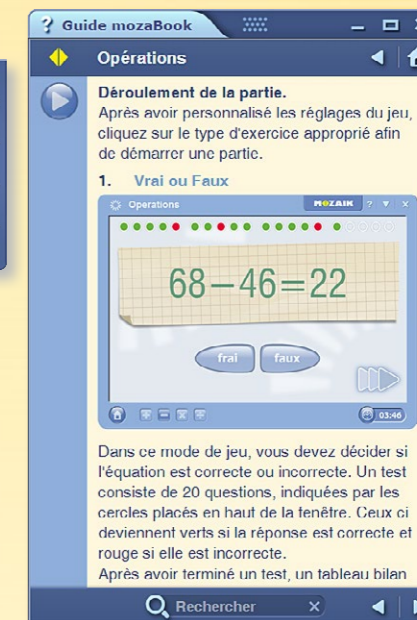 ? Guide mozaBook
Opérations
Déroulement de la partie.
Après avoir personnalisé les réglages du jeu,
cliquez sur le type d'exercice approprié afin
de démarrer une partie.
1. Vrai ou Faux
Operations MOZAIK ? x
68−46=22
frai faux
03:46
Dans ce mode de jeu, vous devez décider si
l'équation est correcte ou incorrecte. Un test
consiste de 20 questions, indiquées par les
cercles placés en haut de la fenêtre. Ceux ci
deviennent verts si la réponse est correcte et
rouge si elle est incorrecte.
Après avoir terminé un test, un tableau bilan
Rechercher x